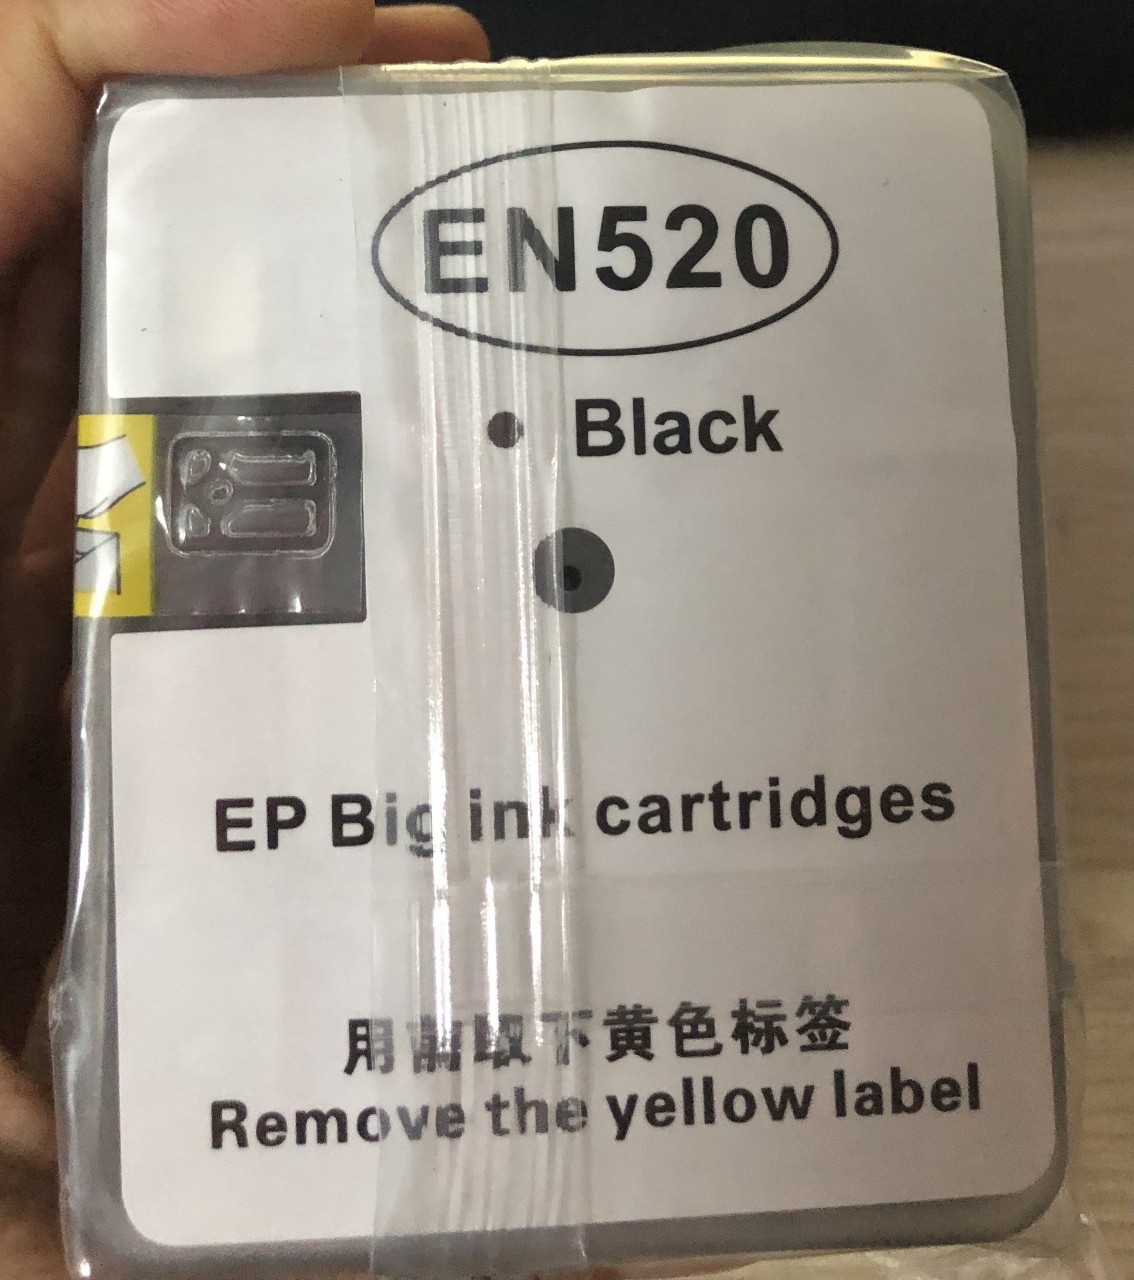 EN520
Black
EP Big ink cartridges
用前取下黄色标签
Remove the yellow label